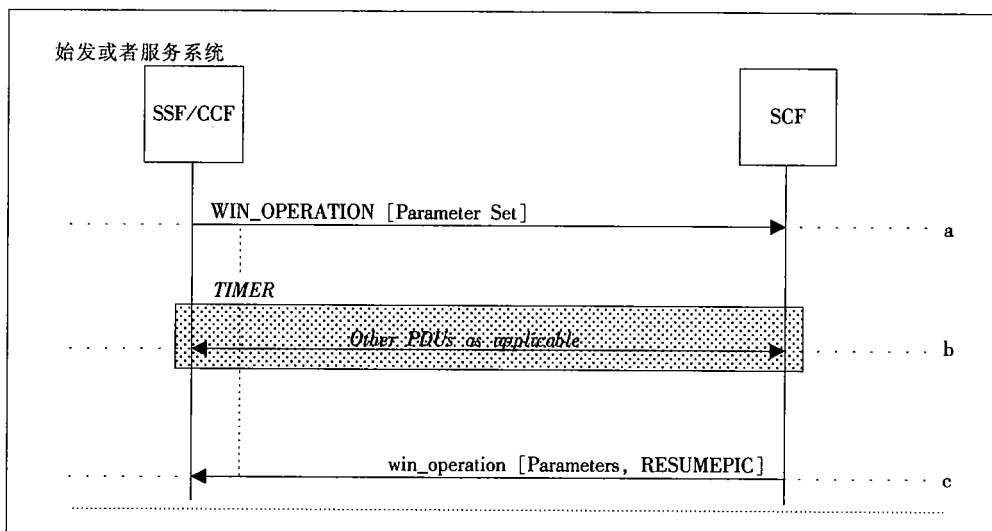 始发或者服务系统
SSF/CCF
SCF
WIN_OPERATION [Parameter Set]
a
TIMER
Other PDUs as applicable
b
win_operation [Parameters, RESUMEPIC]
c